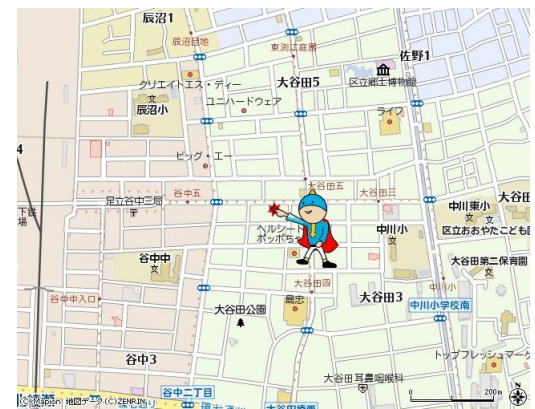 辰沼1
佐野1
辰沼団地
東渕江庭園
大谷田5
区立郷土博物館
クリエイトエス・ディー
ユニハードウェア
辰沼小
文
ライフ
ビッグ・エー
谷中五
大谷田五
大谷田三
足立谷中三局
中川東小
文
大谷田
ヘルシート
ポッポちゃ
中川小
文
区立おおやたこども
谷中中
文
大谷田第二保育園
谷中中入口
大谷田四
中川小
島忠
大谷田3
中川小学校南
大谷田公園
谷中3
トップフレッシュマーケ
大谷田耳鼻咽喉科
谷中二丁目
200m
(C)Mapion 地図データ(C)ZENRIN